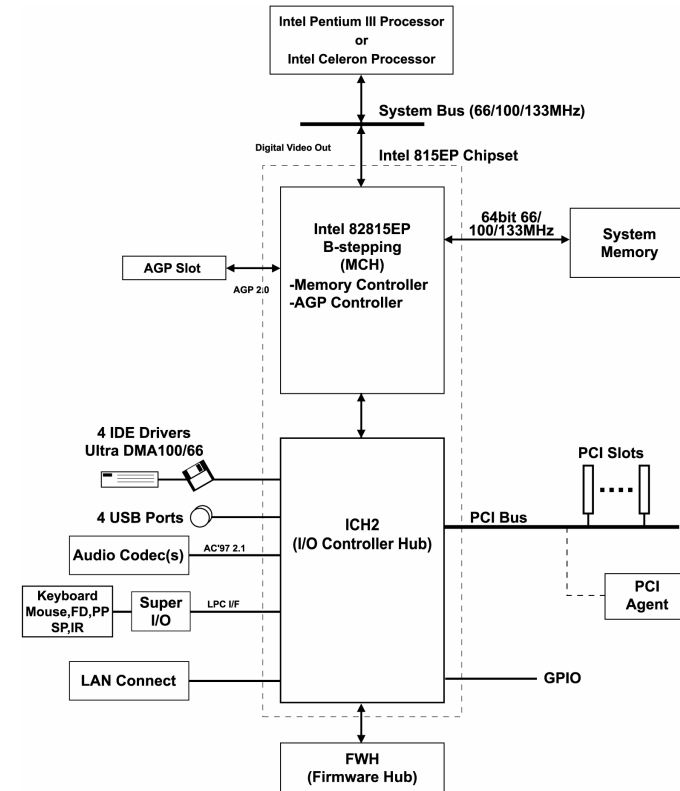 Intel Pentium III Processor
or
Intel Celeron Processor
System Bus (66/100/133MHz)
Digital Video Out
Intel 815EP Chipset
Intel 82815EP
B-stepping
(MCH)
-Memory Controller
-AGP Controller
64bit 66/
100/133MHz
System
Memory
AGP Slot
AGP 2.0
4 IDE Drivers
Ultra DMA100/66
PCI Slots
4 USB Ports
ICH2
(I/O Controller Hub)
PCI Bus
Audio Codec(s)
AC'97 2.1
Keyboard
Mouse,FD,PP
SP,IR
Super
I/O
LPC I/F
PCI
Agent
LAN Connect
GPIO
FWH
(Firmware Hub)